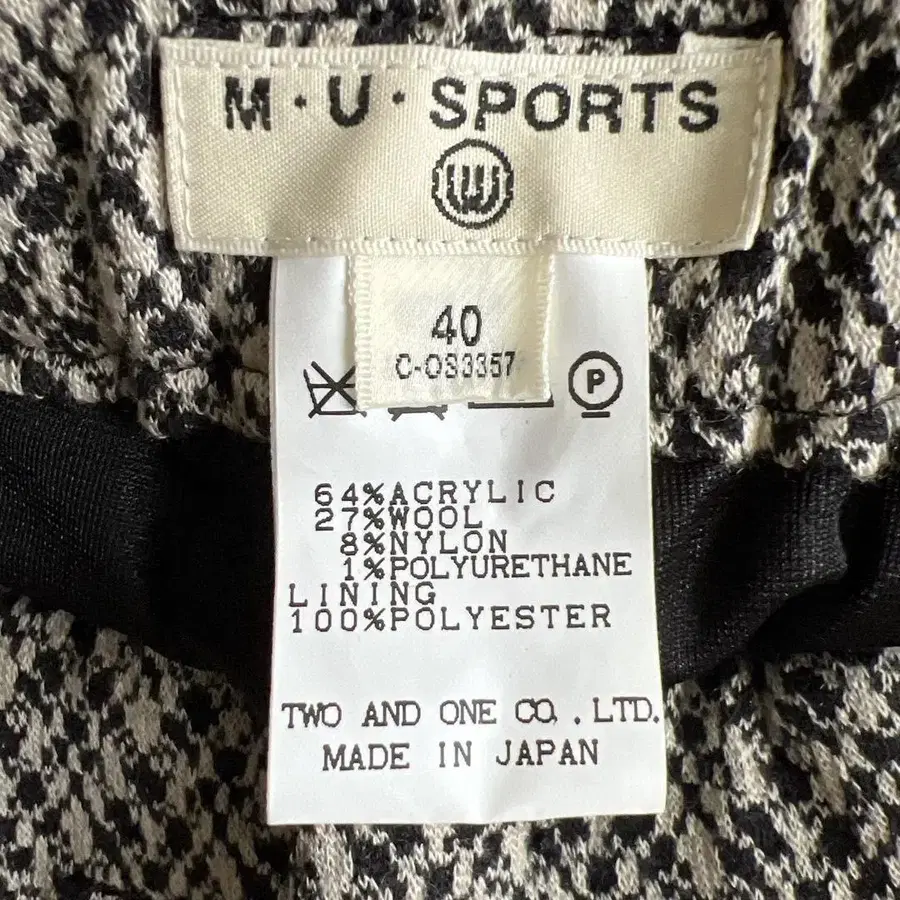 M·U·SPORTS
40
C-OS3357
P
64%ACRYLIC
27%WOOL
8%NYLON
1%POLYURETHANE
LINING
100%POLYESTER
TWO AND ONE CO.,LTD.
MADE IN JAPAN